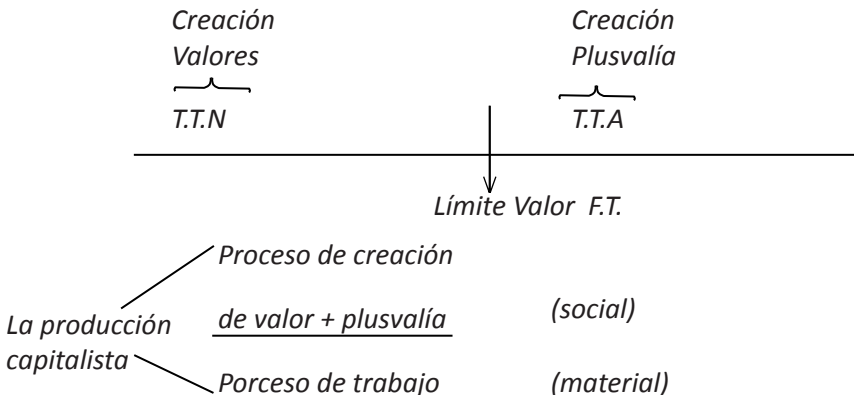 Creación
Valores
T.T.N
Creación
Plusvalía
T.T.A
Límite Valor F.T.
La producción
capitalista
Proceso de creación
de valor + plusvalía
(social)
Porceso de trabajo
(material)